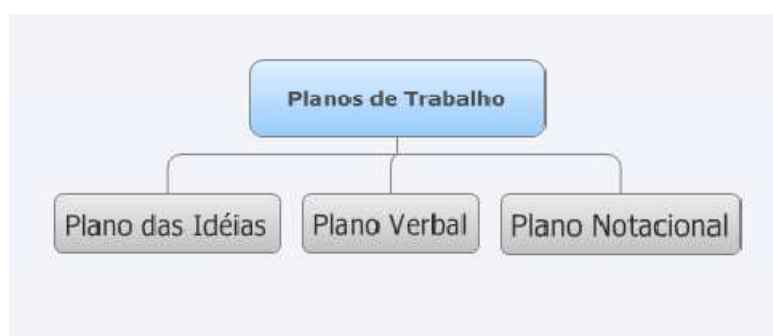 Planos de Trabalho
Plano das Idéias
Plano Verbal
Plano Notacional